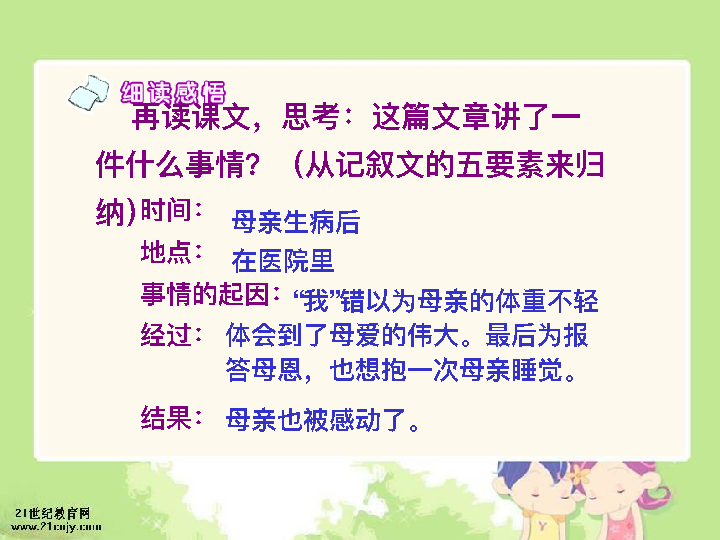 细读感悟
再读课文，思考：这篇文章讲了一
件什么事情？（从记叙文的五要素来归
纳）
时间：
母亲生病后
地点：
在医院里
事情的起因：“我”错以为母亲的体重不轻
经过：
体会到了母爱的伟大。最后为报
答母恩，也想抱一次母亲睡觉。
结果：
母亲也被感动了。
21世纪教育网
www.21cnjy.com